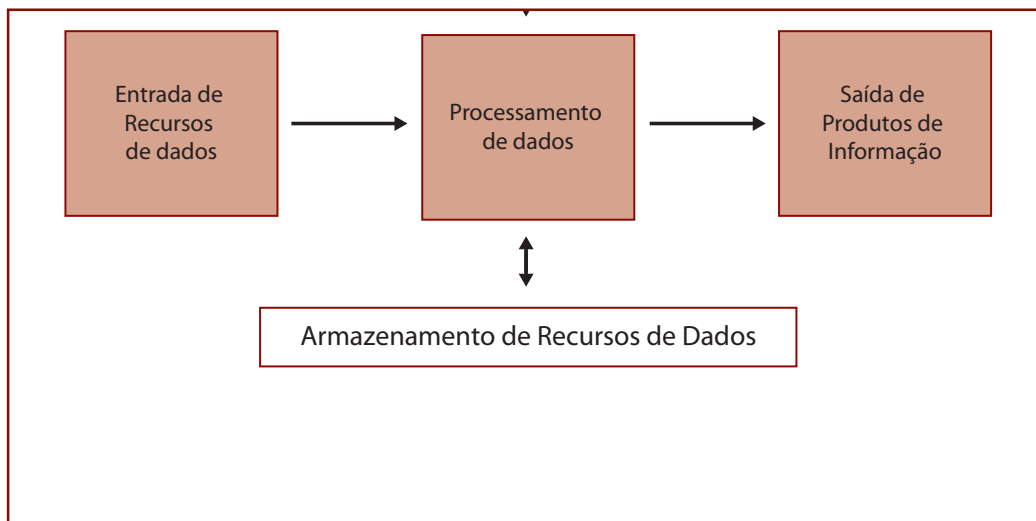 Entrada de
Recursos
de dados
Processamento
de dados
Saída de
Produtos de
Informação
Armazenamento de Recursos de Dados